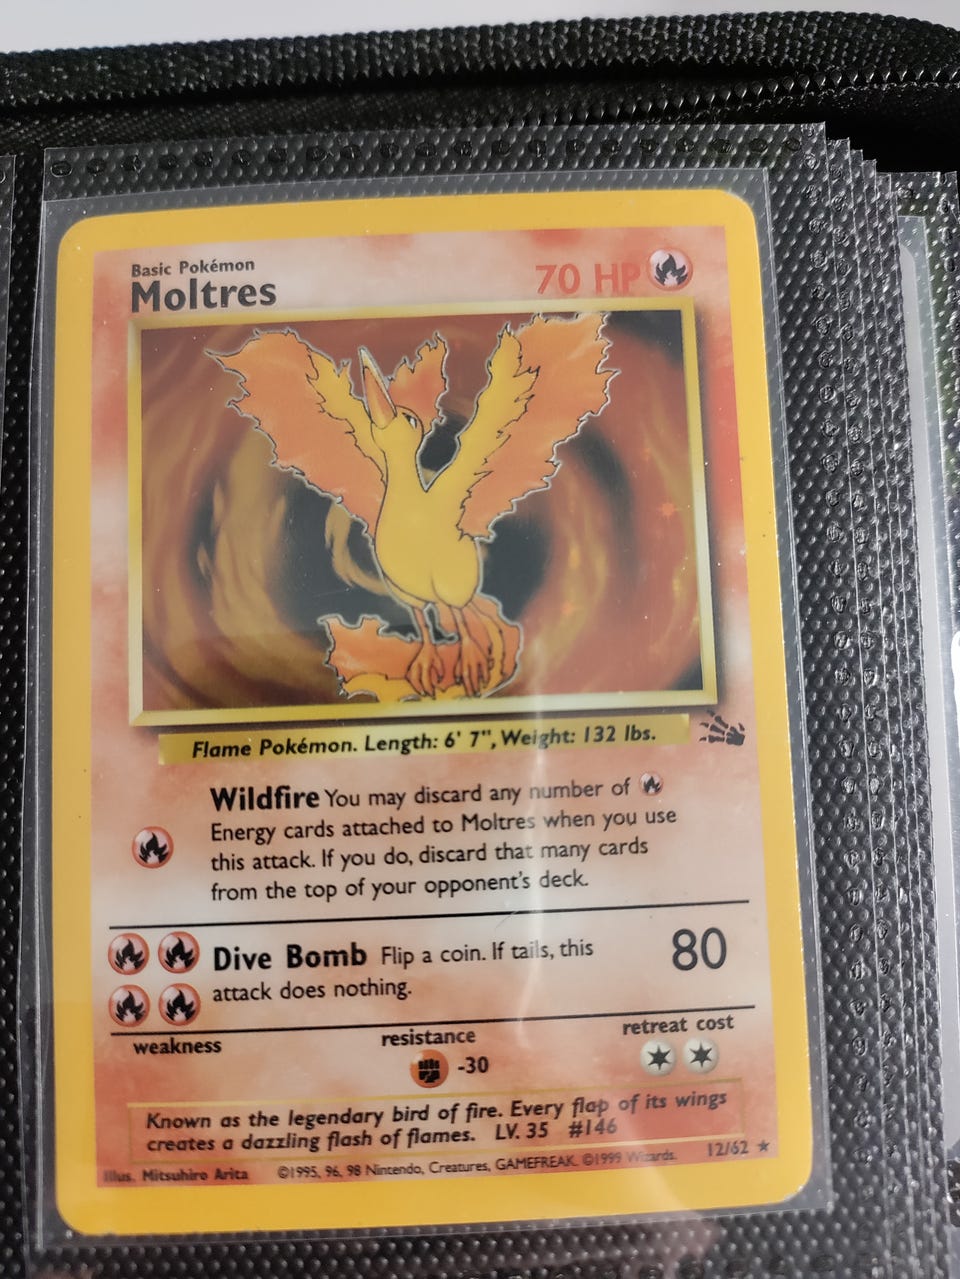 Basic Pokémon
Moltres
70 HP
Flame Pokémon. Length: 6' 7", Weight: 132 lbs.
Wildfire You may discard any number of
Energy cards attached to Moltres when you use
this attack. If you do, discard that many cards
from the top of your opponent's deck.
Dive Bomb Flip a coin. If tails, this
attack does nothing.
80
weakness
resistance
retreat cost
-30
Known as the legendary bird of fire. Every flap of its wings
creates a dazzling flash of flames. LV. 35 #146
Illus. Mitsuhiro Arita ©1995, 96, 98 Nintendo, Creatures, GAMEFREAK. ©1999 Wizards. 12/62